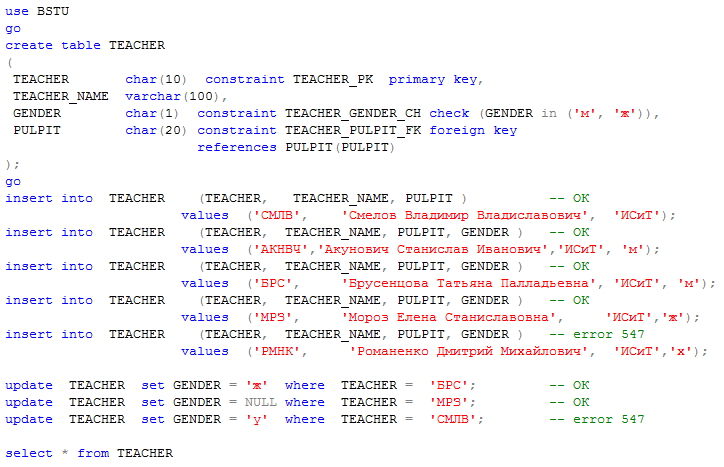 use BSTU
go
create table TEACHER
(
 TEACHER       char(10)  constraint TEACHER_PK  primary key,
 TEACHER_NAME  varchar(100),
 GENDER        char(1)  constraint TEACHER_GENDER_CH check (GENDER in ('м', 'ж')),
 PULPIT        char(20) constraint TEACHER_PULPIT_FK foreign key
                        references PULPIT(PULPIT)
);
go
insert into  TEACHER    (TEACHER,   TEACHER_NAME, PULPIT )          -- OK
                      values  ('СМЛВ',    'Смелов Владимир Владиславович',  'ИСиТ');
insert into  TEACHER    (TEACHER,  TEACHER_NAME, PULPIT, GENDER )   -- OK
                      values  ('АКНВЧ','Акунович Станислав Иванович','ИСиТ', 'м');
insert into  TEACHER    (TEACHER,  TEACHER_NAME, PULPIT, GENDER )   -- OK
                      values  ('БРС',     'Брусенцова Татьяна Палладьевна', 'ИСиТ', 'м');
insert into  TEACHER    (TEACHER,  TEACHER_NAME, PULPIT, GENDER )   -- OK
                      values  ('МРЗ',     'Мороз Елена Станиславовна',     'ИСиТ','ж');
insert into  TEACHER    (TEACHER,  TEACHER_NAME, PULPIT, GENDER )   -- error 547
                      values  ('РМНК',     'Романенко Дмитрий Михайлович',  'ИСиТ','х');
update  TEACHER  set GENDER = 'ж'  where  TEACHER =  'БРС';         -- OK
update  TEACHER  set GENDER = NULL where  TEACHER =  'МРЗ';         -- OK
update  TEACHER  set GENDER = 'у'  where  TEACHER =  'СМЛВ';        -- error 547
select * from TEACHER